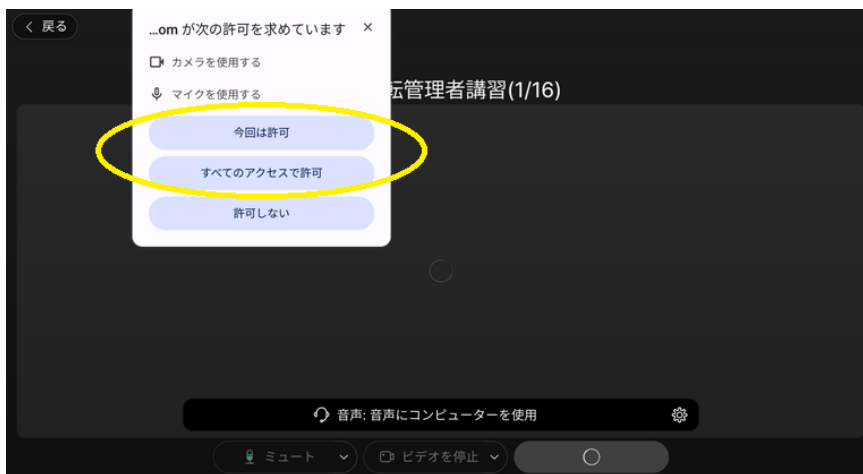 戻る
...om が次の許可を求めています
カメラを使用する
マイクを使用する
転管理者講習(1/16)
今回は許可
すべてのアクセスで許可
許可しない
音声: 音声にコンピューターを使用
ミュート
ビデオを停止